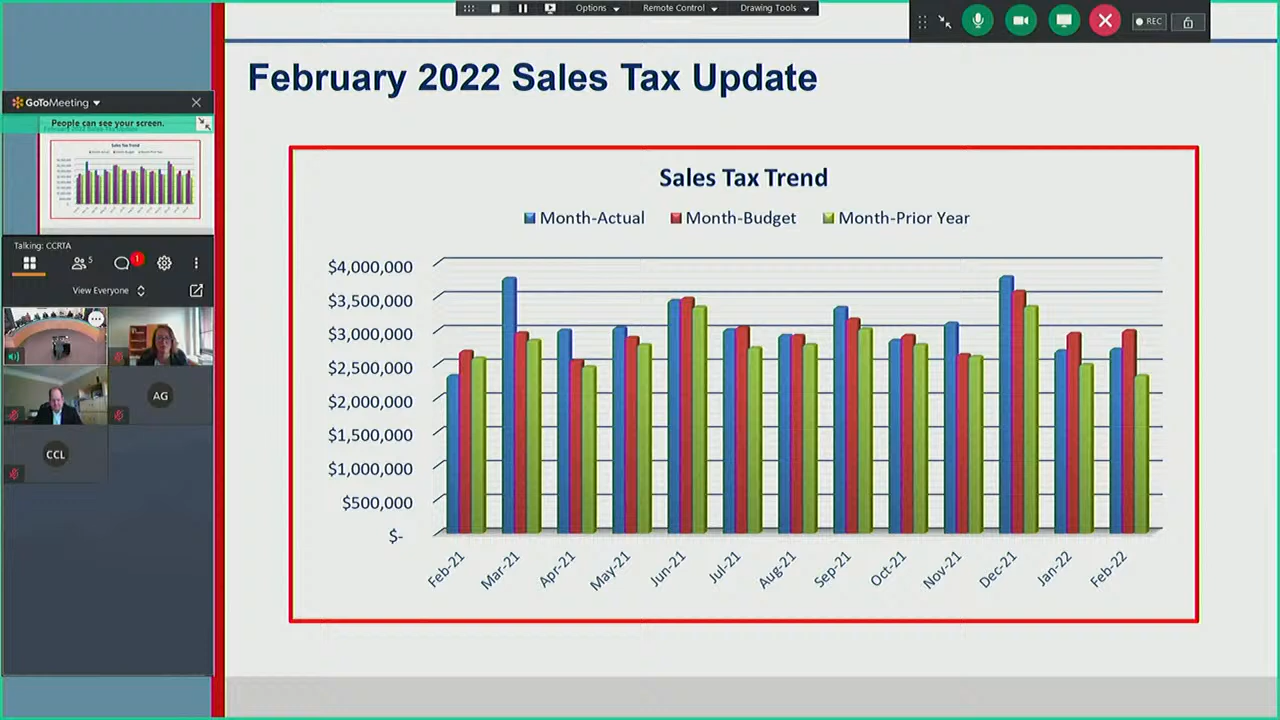 Options
Remote Control
Drawing Tools
REC
February 2022 Sales Tax Update
GoToMeeting
People can see your screen.
Sales Tax Trend
Talking: CCRTA
5
1
View Everyone
AG
CCL
Sales Tax Trend
Month-Actual
Month-Budget
Month-Prior Year
$4,000,000
$3,500,000
$3,000,000
$2,500,000
$2,000,000
$1,500,000
$1,000,000
$500,000
$-
Feb-21
Mar-21
Apr-21
May-21
Jun-21
Jul-21
Aug-21
Sep-21
Oct-21
Nov-21
Dec-21
Jan-22
Feb-22